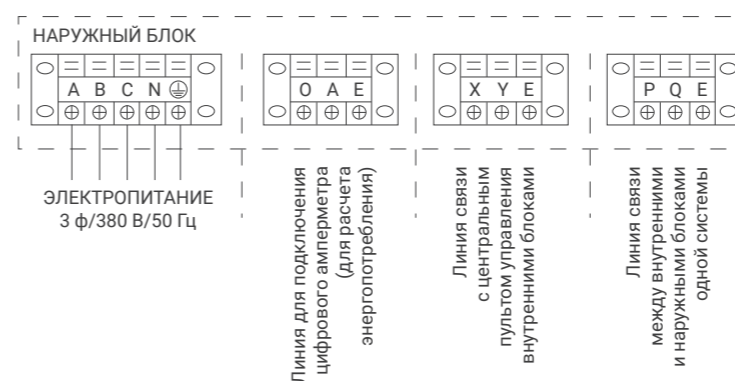 НАРУЖНЫЙ БЛОК
A B C N
O A E
X Y E
P Q E
ЭЛЕКТРОПИТАНИЕ
3 ф/380 В/50 Гц
Линия для подключения
цифрового амперметра
(для расчета
энергопотребления)
Линия связи
с центральным
пультом управления
внутренними блоками
Линия связи
между внутренними
и наружными блоками
одной системы